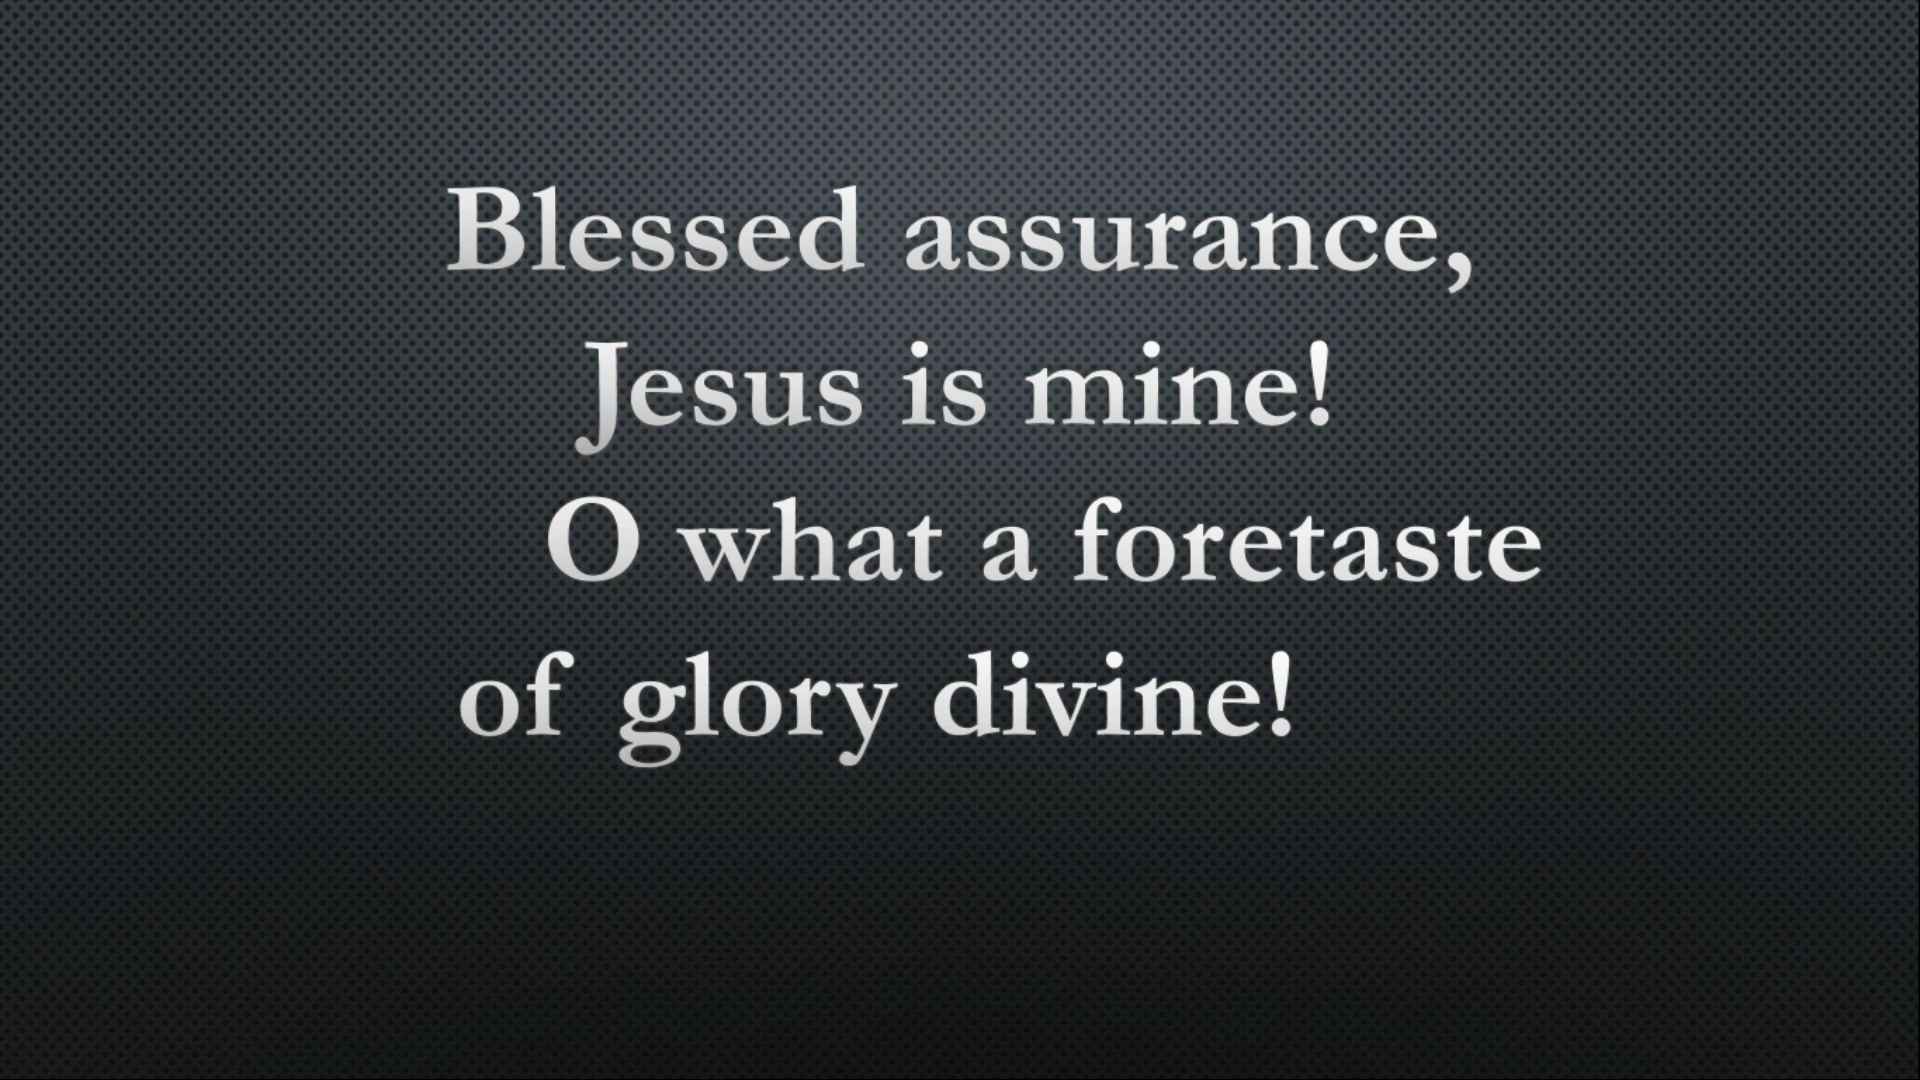 Blessed assurance,
Jesus is mine!
O what a foretaste
of glory divine!